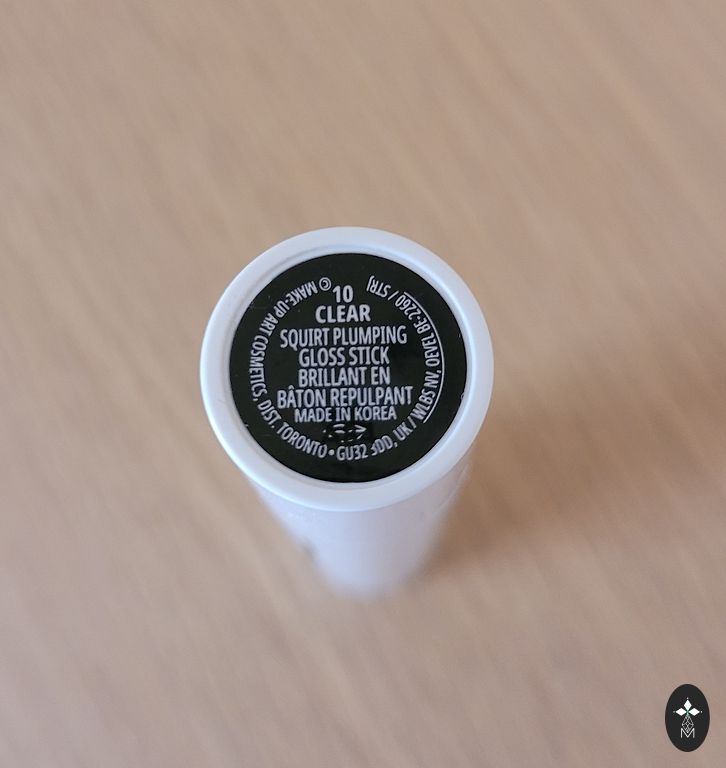 10
CLEAR
SQUIRT PLUMPING
GLOSS STICK
BRILLANT EN
BÂTON REPULPANT
MADE IN KOREA
© MAKE-UP ART COSMETICS, DIST. TORONTO • GU32 3DD, UK / WLBS NV, OEVEL BE-2260 /
M